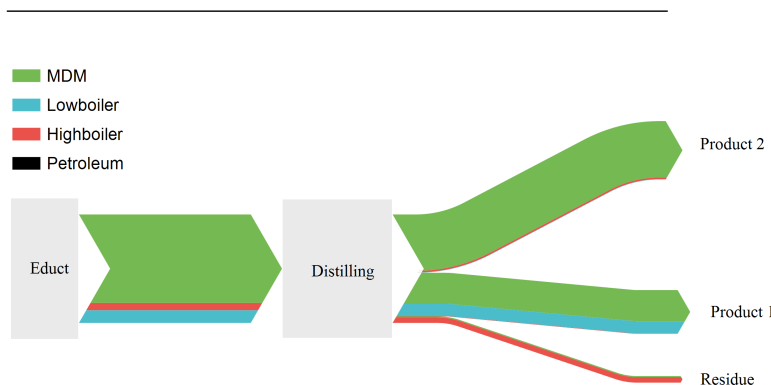 MDM
Lowboiler
Highboiler
Petroleum
Product 2
Educt
Distilling
Product 1
Residue